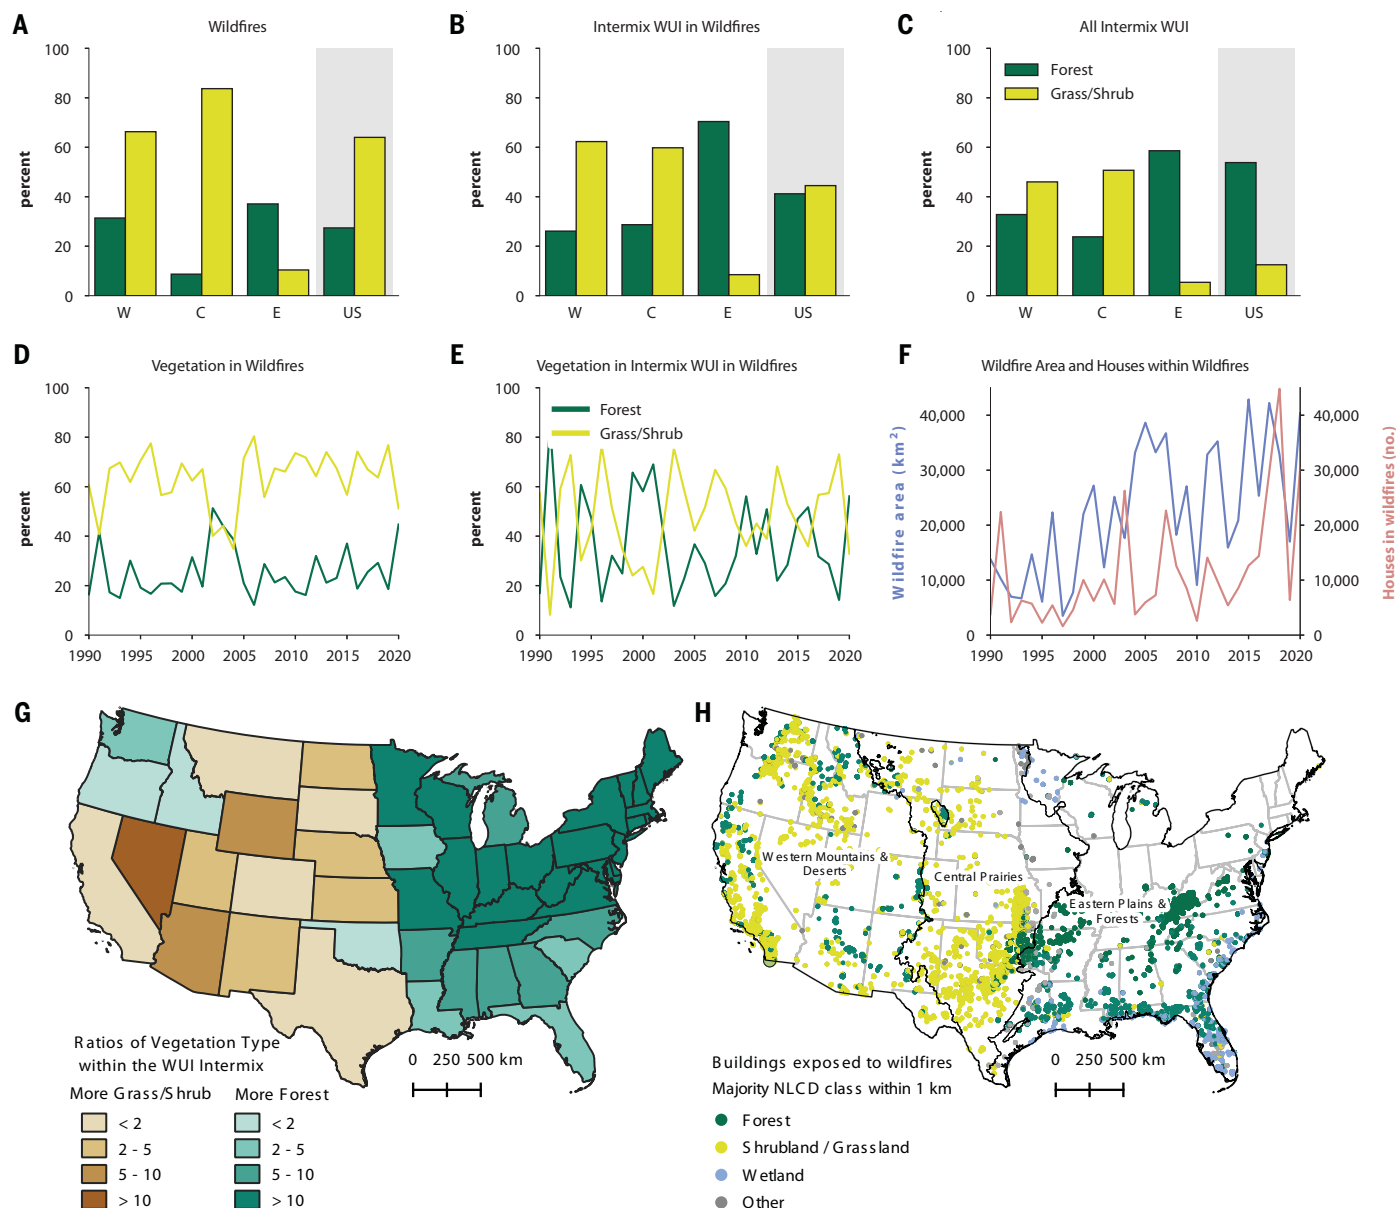 A
Wildfires
100
80
60
40
20
0
percent
W C E US
B
Intermix WUI in Wildfires
100
80
60
40
20
0
percent
W C E US
C
All Intermix WUI
100
80
60
40
20
0
percent
Forest
Grass/Shrub
W C E US
D
Vegetation in Wildfires
100
80
60
40
20
0
percent
1990 1995 2000 2005 2010 2015 2020
E
Vegetation in Intermix WUI in Wildfires
100
80
60
40
20
0
percent
Forest
Grass/Shrub
1990 1995 2000 2005 2010 2015 2020
F
Wildfire Area and Houses within Wildfires
Wildfire area (km²)
40,000
30,000
20,000
10,000
0
40,000
30,000
20,000
10,000
0
Houses in wildfires (no.)
1990 1995 2000 2005 2010 2015 2020
G
Ratios of Vegetation Type
within the WUI Intermix
More Grass/Shrub More Forest
< 2 < 2
2 - 5 2 - 5
5 - 10 5 - 10
> 10 > 10
0 250 500 km
H
Western Mountains &
Deserts
Central Prairies
Eastern Plains &
Forests
0 250 500 km
Buildings exposed to wildfires
Majority NLCD class within 1 km
Forest
Shrubland / Grassland
Wetland
Other